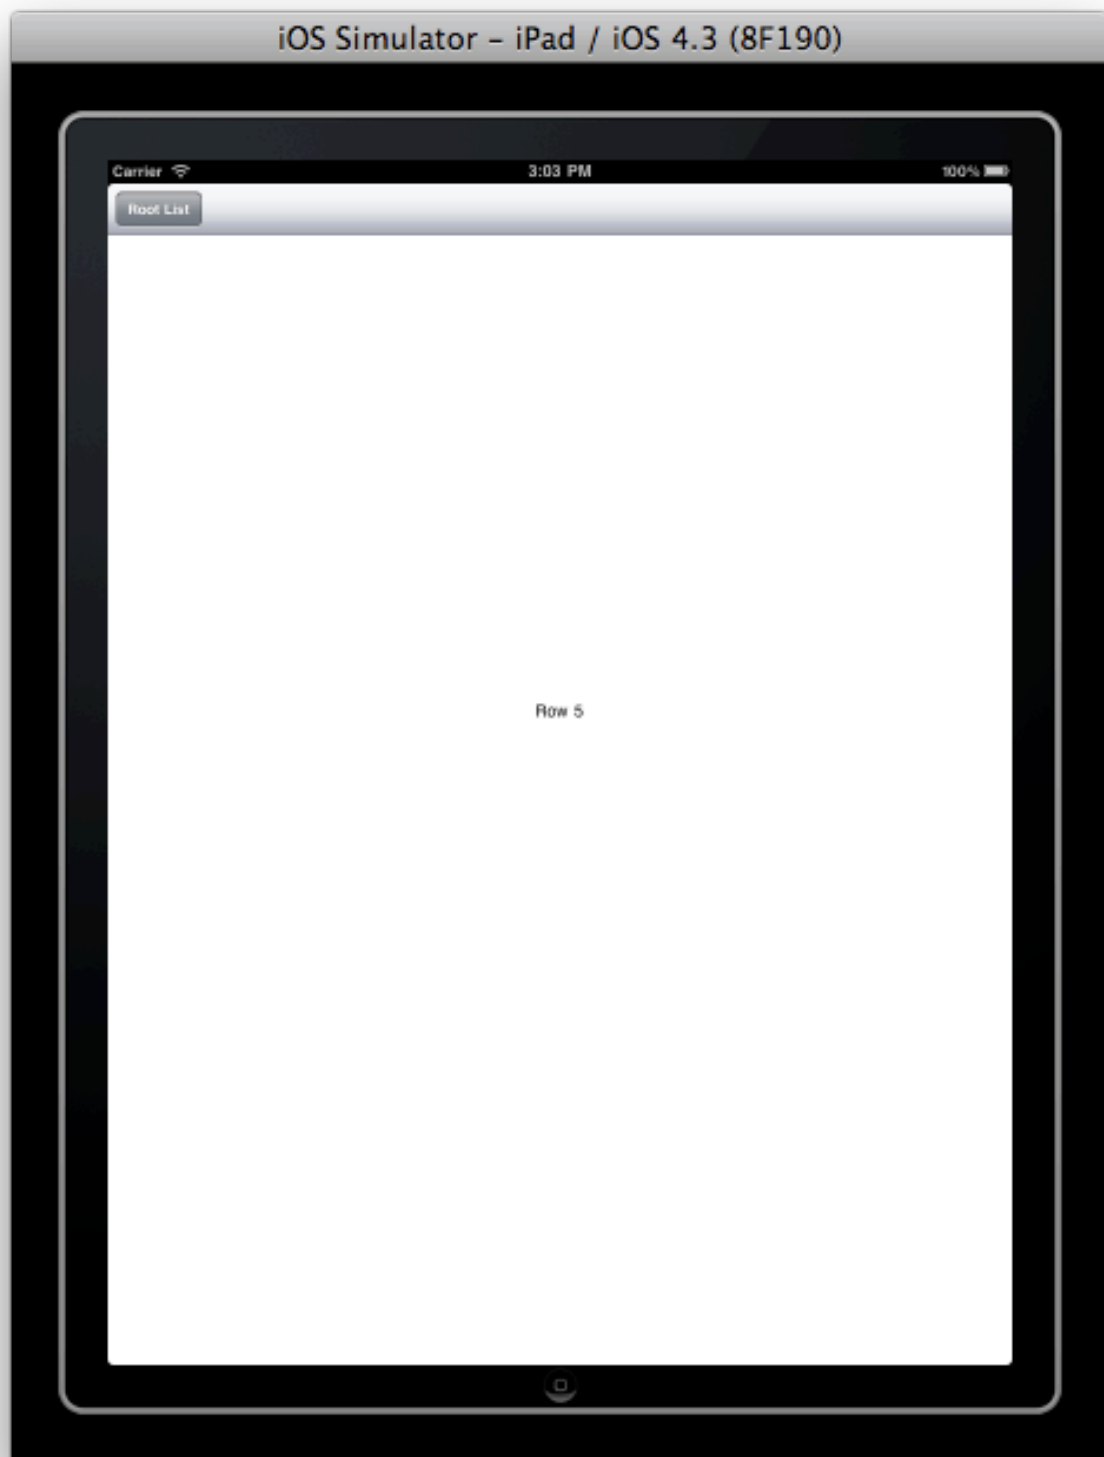 iOS Simulator – iPad / iOS 4.3 (8F190)
Carrier 3:03 PM 100%
Root List
Row 5